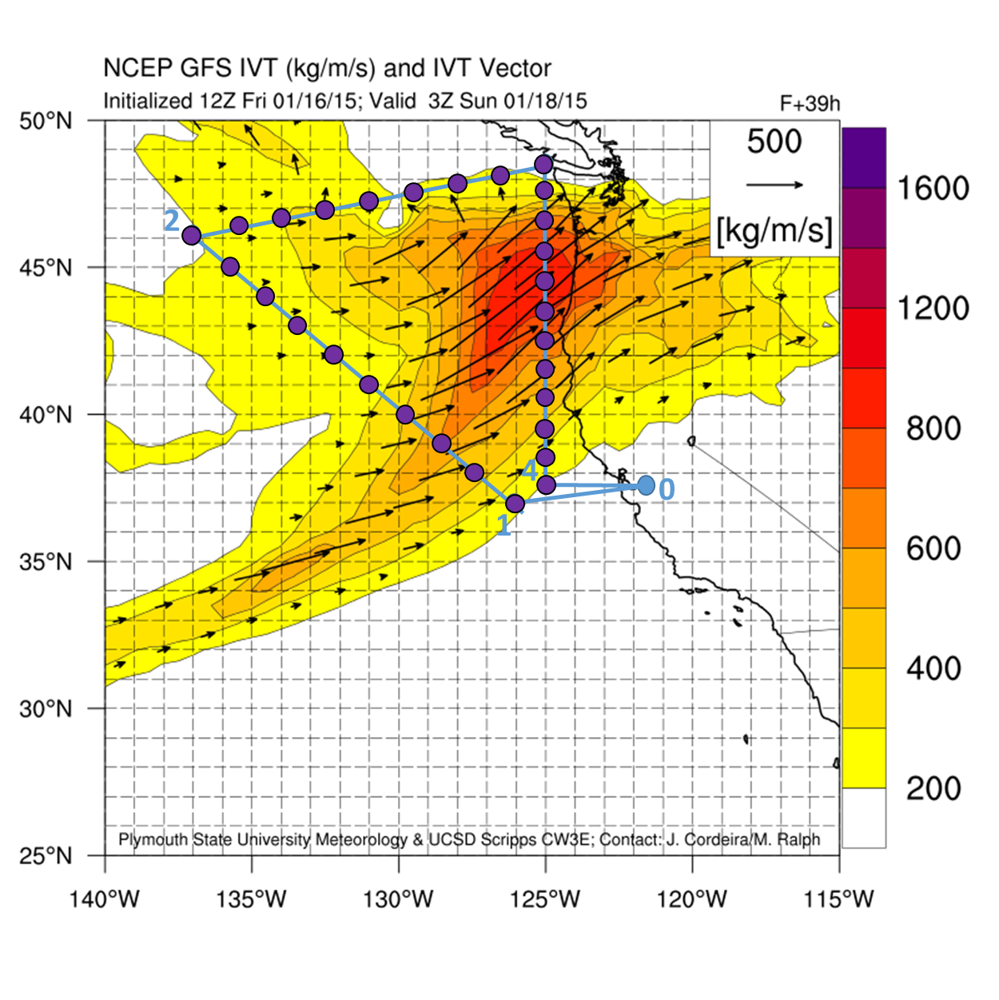 NCEP GFS IVT (kg/m/s) and IVT Vector
Initialized 12Z Fri 01/16/15; Valid  3Z Sun 01/18/15
F+39h
50°N
45°N
40°N
35°N
30°N
25°N
500
[kg/m/s]
2
4
0
1
1600
1200
800
600
400
200
Plymouth State University Meteorology & UCSD Scripps CW3E; Contact: J. Cordeira/M. Ralph
140°W 135°W 130°W 125°W 120°W 115°W